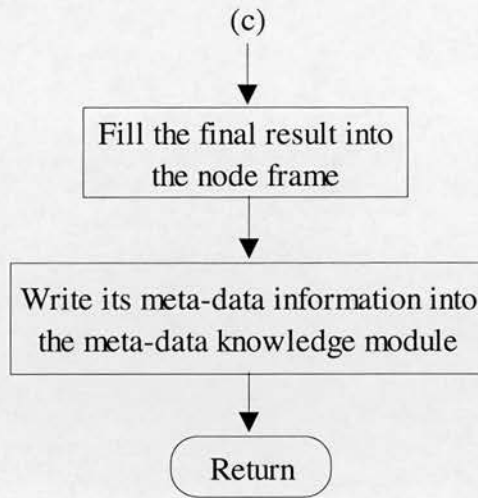 (c)
Fill the final result into
the node frame
Write its meta-data information into
the meta-data knowledge module
Return